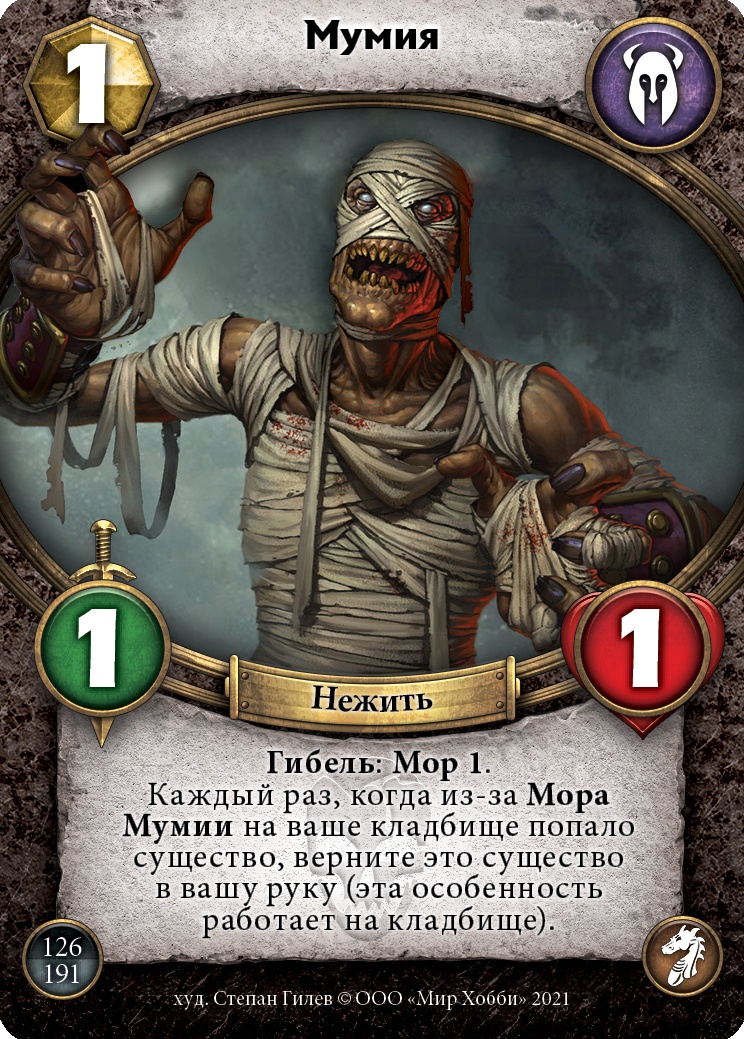 Мумия
1
1
1
Нежить
Гибель: Мор 1.
Каждый раз, когда из-за Мора
Мумии на ваше кладбище попало
существо, верните это существо
в вашу руку (эта особенность
работает на кладбище).
126
191
худ. Степан Гилев © ООО «Мир Хобби» 2021